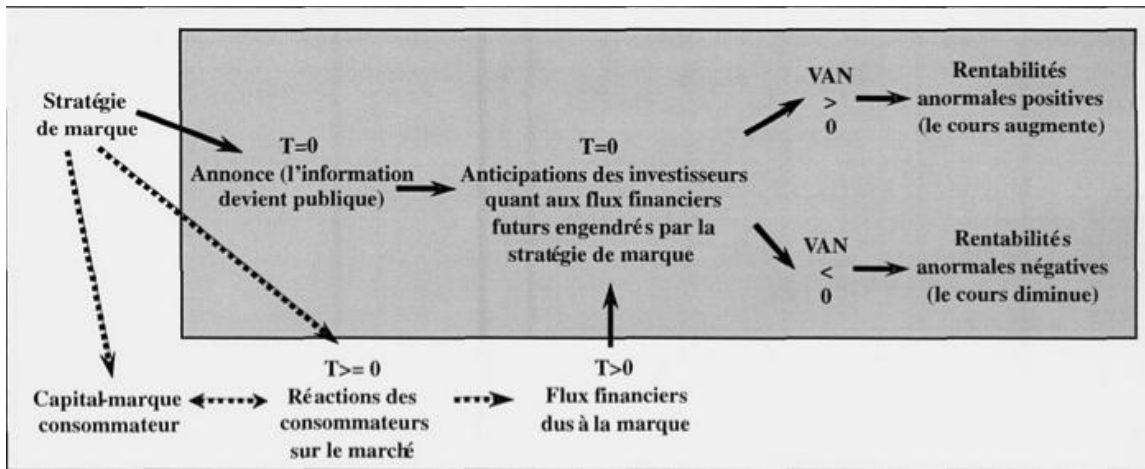 Stratégie
de marque
T=0
Annonce (l'information
devient publique)
T=0
Anticipations des investisseurs
quant aux flux financiers
futurs engendrés par la
stratégie de marque
VAN
>
0
Rentabilités
anormales positives
(le cours augmente)
VAN
<
0
Rentabilités
anormales négatives
(le cours diminue)
Capital-marque
consommateur
T>= 0
Réactions des
consommateurs
sur le marché
T>0
Flux financiers
dus à la marque